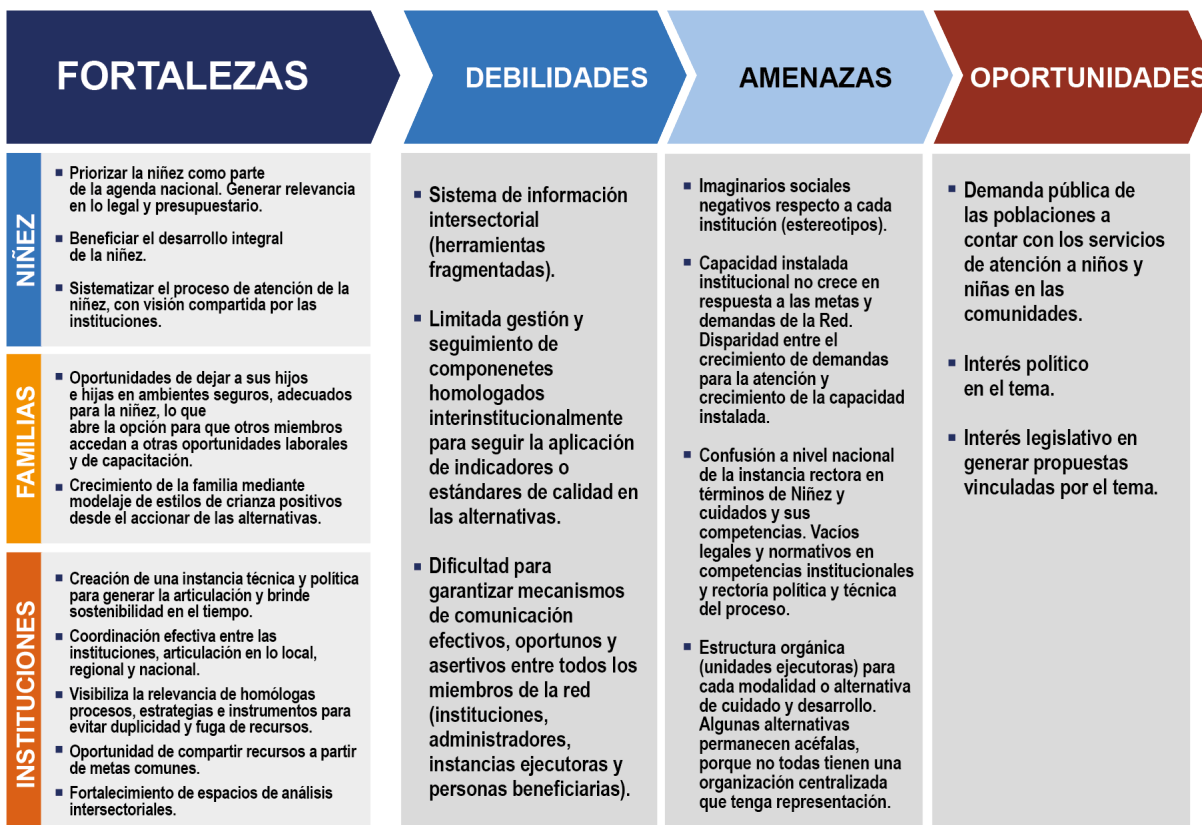 FORTALEZAS
DEBILIDADES
AMENAZAS
OPORTUNIDADES
NIÑEZ
▪ Priorizar la niñez como parte
de la agenda nacional. Generar relevancia
en lo legal y presupuestario.
▪ Beneficiar el desarrollo integral
de la niñez.
▪ Sistematizar el proceso de atención de la
niñez, con visión compartida por las
instituciones.
FAMILIAS
▪ Oportunidades de dejar a sus hijos
e hijas en ambientes seguros, adecuados
para la niñez, lo que
abre la opción para que otros miembros
accedan a otras oportunidades laborales
y de capacitación.
▪ Crecimiento de la familia mediante
modelaje de estilos de crianza positivos
desde el accionar de las alternativas.
INSTITUCIONES
▪ Creación de una instancia técnica y política
para generar la articulación y brinde
sostenibilidad en el tiempo.
▪ Coordinación efectiva entre las
instituciones, articulación en lo local,
regional y nacional.
▪ Visibiliza la relevancia de homólogas
procesos, estrategias e instrumentos para
evitar duplicidad y fuga de recursos.
▪ Oportunidad de compartir recursos a partir
de metas comunes.
▪ Fortalecimiento de espacios de análisis
intersectoriales.
▪ Sistema de información
intersectorial
(herramientas
fragmentadas).
▪ Limitada gestión y
seguimiento de
componenetes
homologados
interinstitucionalmente
para seguir la aplicación
de indicadores o
estándares de calidad en
las alternativas.
▪ Dificultad para
garantizar mecanismos
de comunicación
efectivos, oportunos y
asertivos entre todos los
miembros de la red
(instituciones,
administradores,
instancias ejecutoras y
personas beneficiarias).
▪ Imaginarios sociales
negativos respecto a cada
institución (estereotipos).
▪ Capacidad instalada
institucional no crece en
respuesta a las metas y
demandas de la Red.
Disparidad entre el
crecimiento de demandas
para la atención y
crecimiento de la capacidad
instalada.
▪ Confusión a nivel nacional
de la instancia rectora en
términos de Niñez y
cuidados y sus
competencias. Vacíos
legales y normativos en
competencias institucionales
y rectoría política y técnica
del proceso.
▪ Estructura orgánica
(unidades ejecutoras) para
cada modalidad o alternativa
de cuidado y desarrollo.
Algunas alternativas
permanecen acéfalas,
porque no todas tienen una
organización centralizada
que tenga representación.
▪ Demanda pública de
las poblaciones a
contar con los servicios
de atención a niños y
niñas en las
comunidades.
▪ Interés político
en el tema.
▪ Interés legislativo en
generar propuestas
vinculadas por el tema.